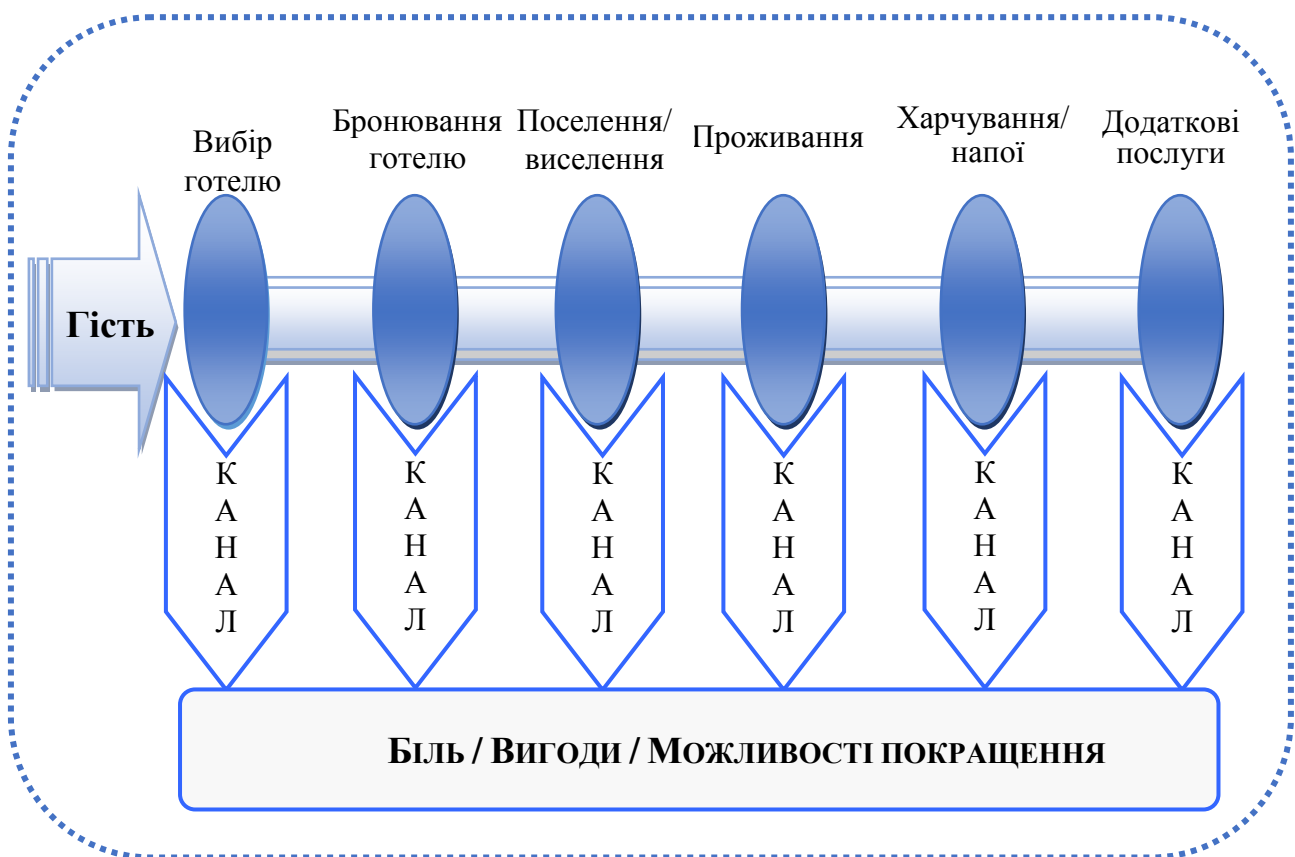 Вибір
готелю
Бронювання
готелю
Поселення/
виселення
Проживання
Харчування/
напої
Додаткові
послуги
Гість
К
А
Н
А
Л
К
А
Н
А
Л
К
А
Н
А
Л
К
А
Н
А
Л
К
А
Н
А
Л
К
А
Н
А
Л
БІЛЬ / ВИГОДИ / МОЖЛИВОСТІ ПОКРАЩЕННЯ